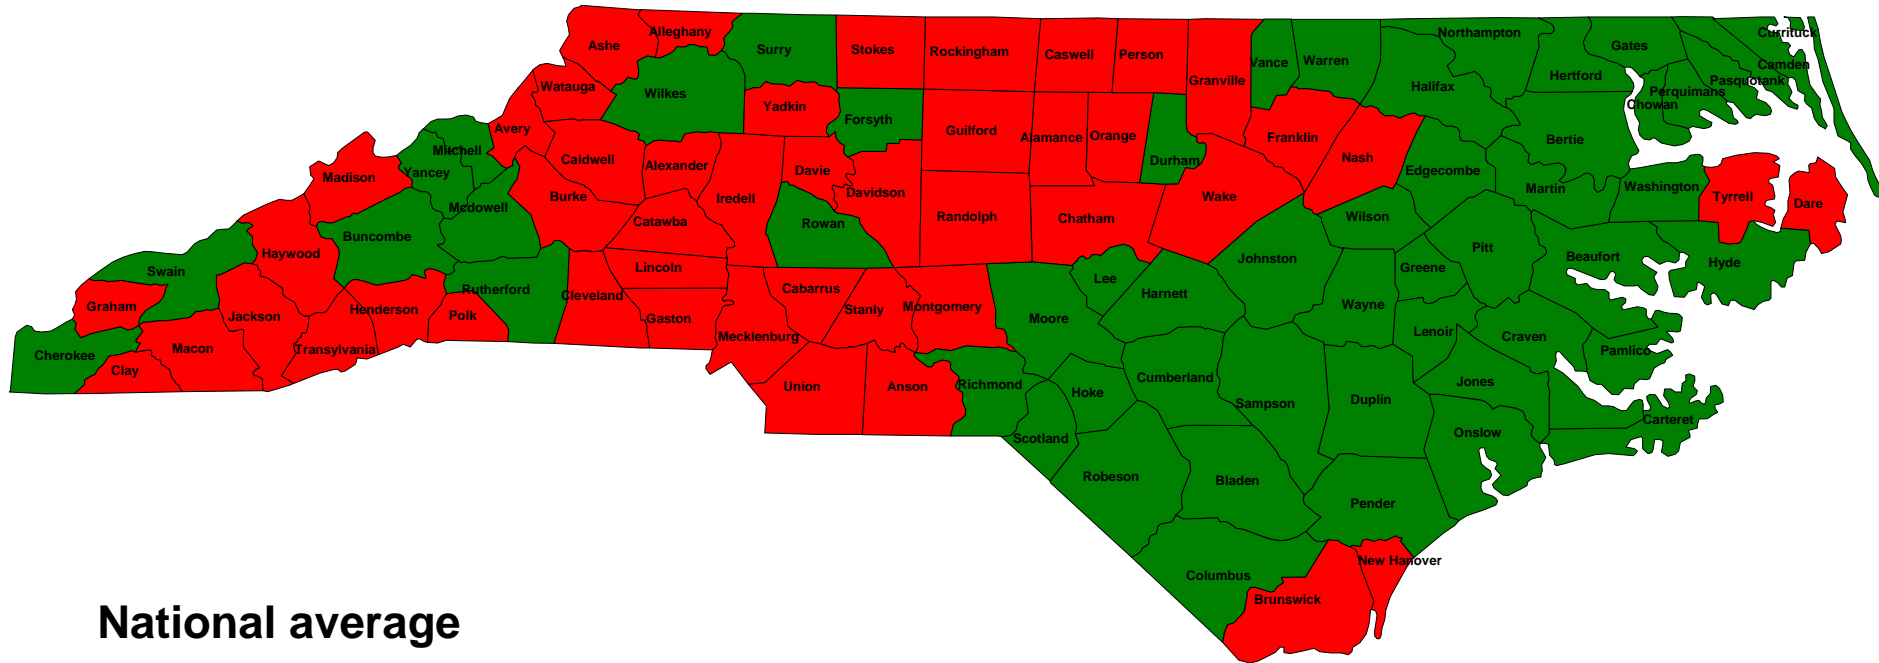 Ashe
Alleghany
Surry
Stokes
Rockingham
Caswell
Person
Granville
Vance
Warren
Northampton
Halifax
Hertford
Gates
Currituck
Camden
Pasquotank
Perquimans
Chowan
Watauga
Wilkes
Yadkin
Forsyth
Guilford
Alamance
Orange
Durham
Franklin
Nash
Edgecombe
Bertie
Martin
Washington
Tyrrell
Dare
Avery
Mitchell
Yancey
Madison
Caldwell
Alexander
Iredell
Davie
Davidson
Randolph
Chatham
Wake
Wilson
Pitt
Beaufort
Hyde
Mcdowell
Burke
Catawba
Rowan
Buncombe
Haywood
Swain
Graham
Cherokee
Clay
Macon
Jackson
Transylvania
Henderson
Polk
Rutherford
Cleveland
Lincoln
Gaston
Mecklenburg
Cabarrus
Stanly
Montgomery
Moore
Lee
Harnett
Johnston
Greene
Wayne
Lenoir
Craven
Pamlico
Union
Anson
Richmond
Hoke
Cumberland
Sampson
Duplin
Jones
Onslow
Carteret
Scotland
Robeson
Bladen
Pender
Columbus
New Hanover
Brunswick
National average